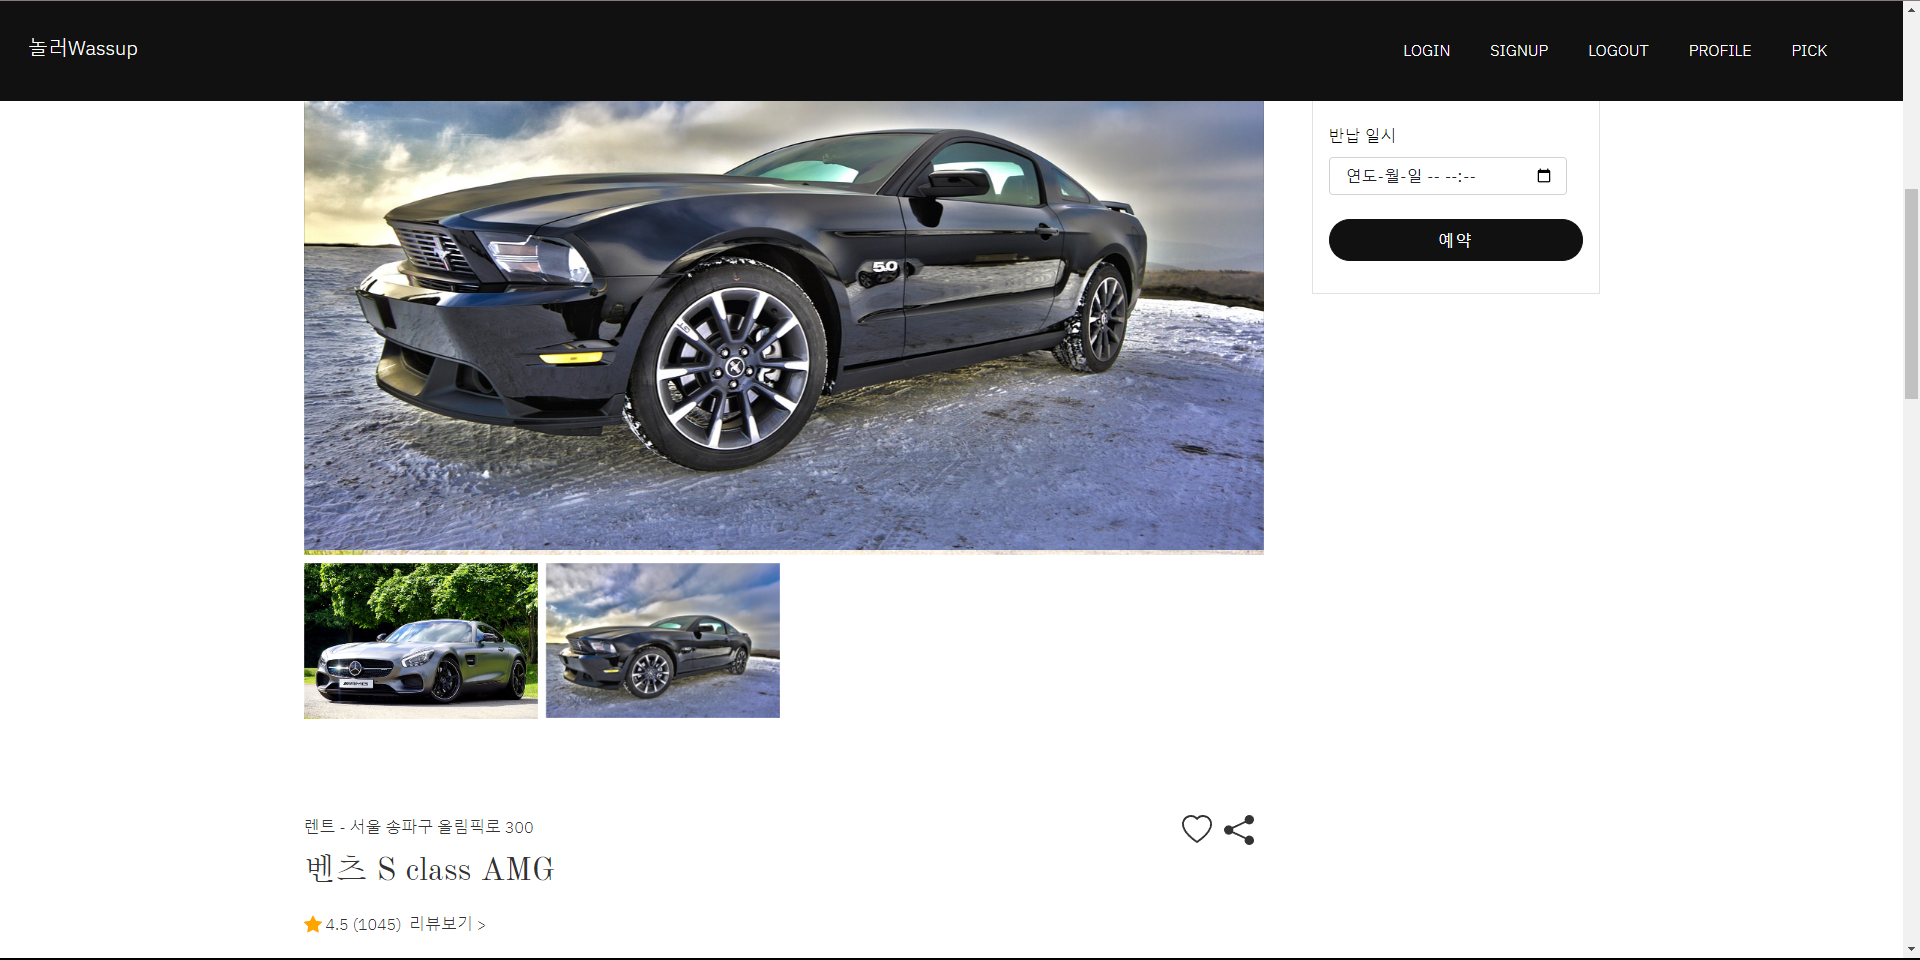 놀러Wassup
LOGIN SIGNUP LOGOUT PROFILE PICK
반납 일시
연도-월-일 -- --:--
예약
5.0
렌트 - 서울 송파구 올림픽로 300
벤츠 S class AMG
4.5 (1045) 리뷰보기 >